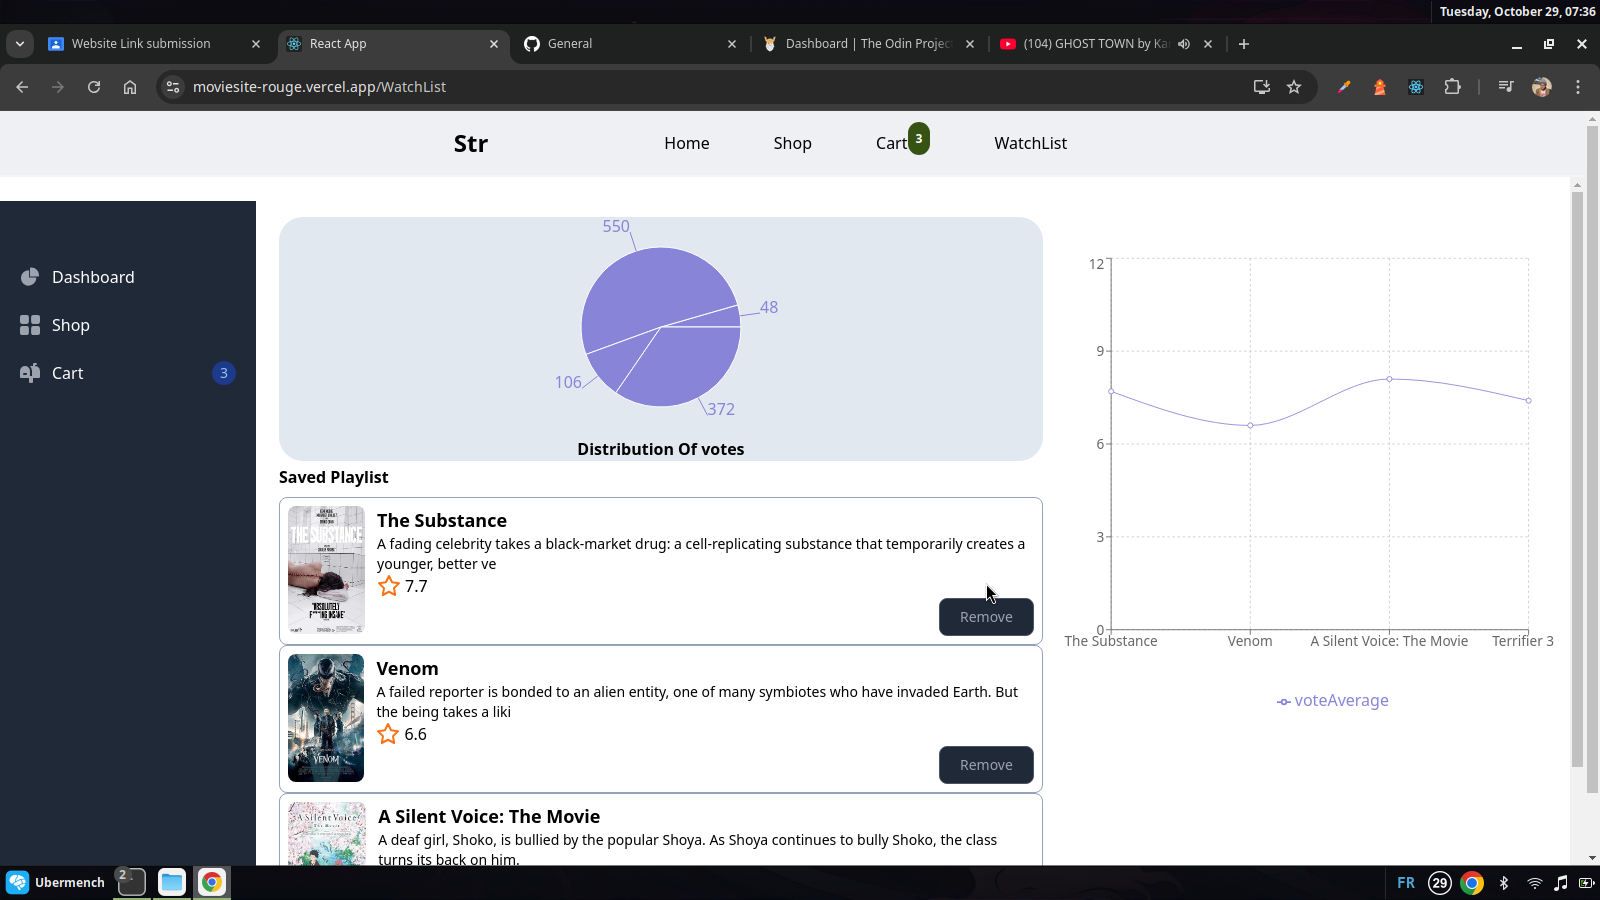 Tuesday, October 29, 07:36
Website Link submission
React App
General
Dashboard | The Odin Projec
(104) GHOST TOWN by Ka
moviesite-rouge.vercel.app/WatchList
Str
Home
Shop
Cart
3
WatchList
Dashboard
Shop
Cart
3
550
48
106
372
Distribution Of votes
Saved Playlist
THE SUBSTANCE
The Substance
A fading celebrity takes a black-market drug: a cell-replicating substance that temporarily creates a
younger, better ve
7.7
Remove
VENOM
Venom
A failed reporter is bonded to an alien entity, one of many symbiotes who have invaded Earth. But
the being takes a liki
6.6
Remove
A Silent Voice
A Silent Voice: The Movie
A deaf girl, Shoko, is bullied by the popular Shoya. As Shoya continues to bully Shoko, the class
turns its back on him.
12
9
6
3
0
The Substance
Venom
A Silent Voice: The Movie
Terrifier 3
voteAverage
Ubermench
2
FR
29